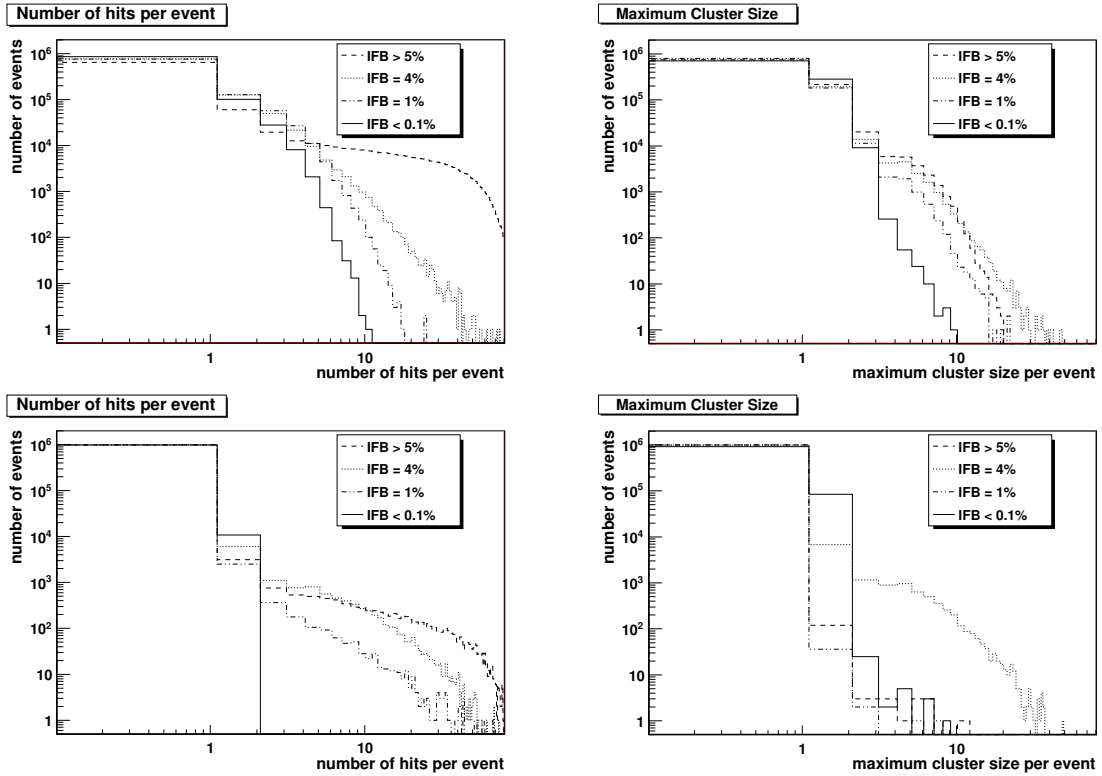 Number of hits per event
number of events
10^6
10^5
10^4
10^3
10^2
10
1
IFB > 5%
IFB = 4%
IFB = 1%
IFB < 0.1%
1
10
number of hits per event
Maximum Cluster Size
number of events
10^6
10^5
10^4
10^3
10^2
10
1
IFB > 5%
IFB = 4%
IFB = 1%
IFB < 0.1%
1
10
maximum cluster size per event
Number of hits per event
number of events
10^6
10^5
10^4
10^3
10^2
10
1
IFB > 5%
IFB = 4%
IFB = 1%
IFB < 0.1%
1
10
number of hits per event
Maximum Cluster Size
number of events
10^6
10^5
10^4
10^3
10^2
10
1
IFB > 5%
IFB = 4%
IFB = 1%
IFB < 0.1%
1
10
maximum cluster size per event